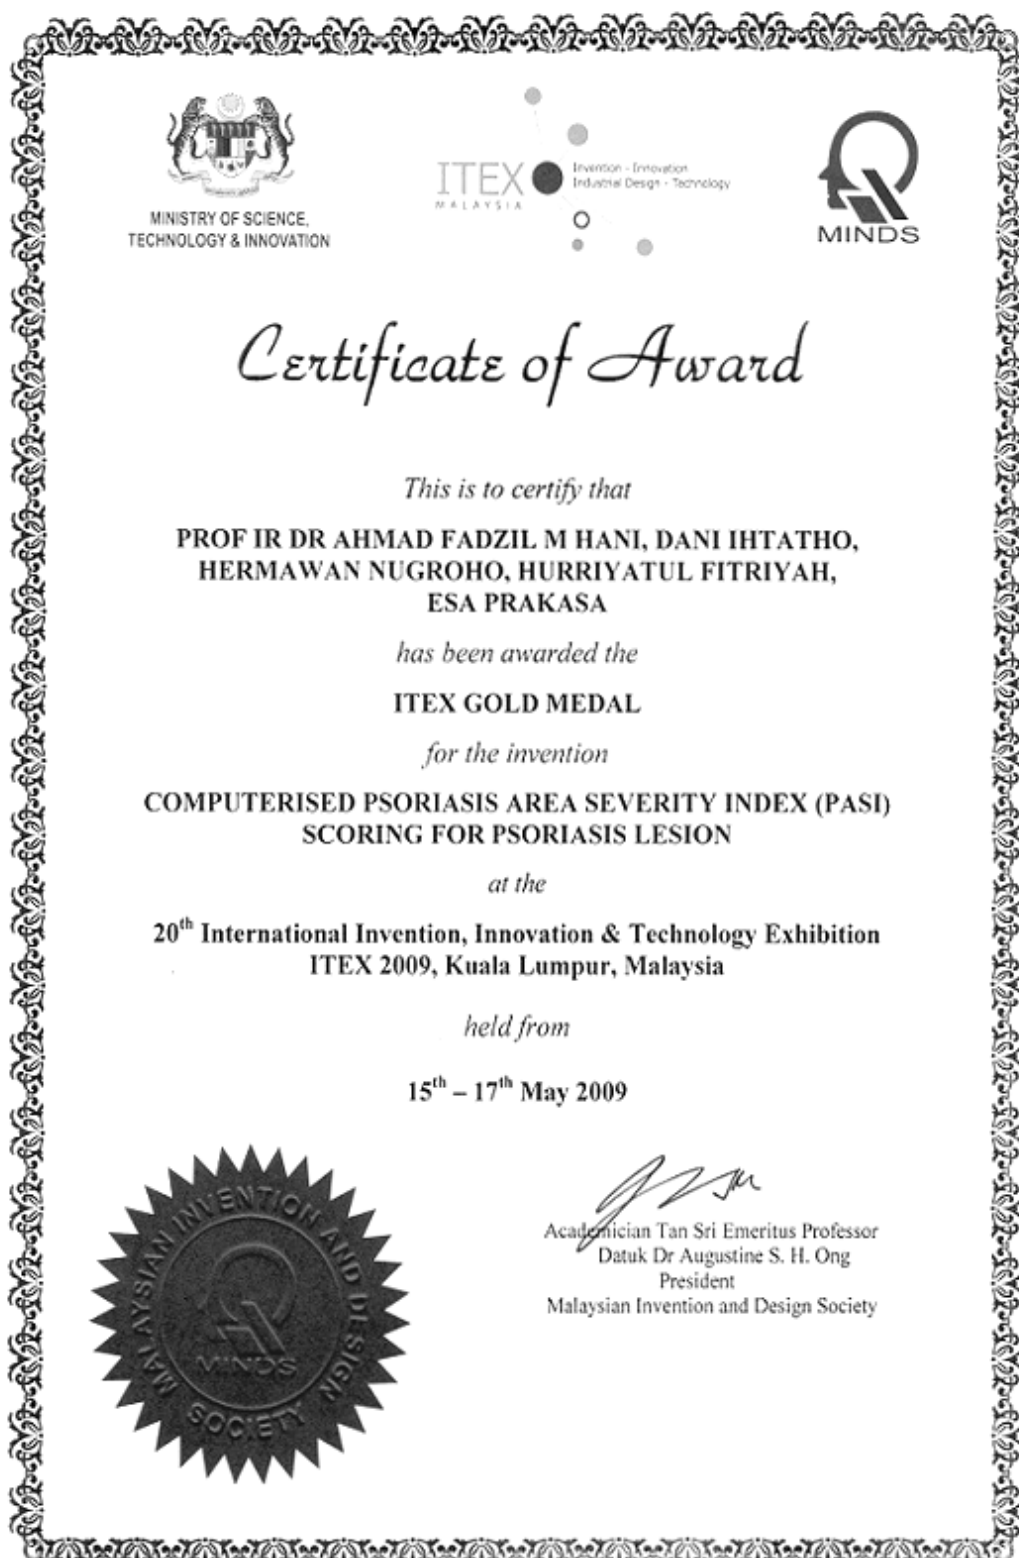 MINISTRY OF SCIENCE,
TECHNOLOGY & INNOVATION
ITEX
MALAYSIA
Invention - Innovation
Industrial Design - Technology
MINDS
Certificate of Award
This is to certify that
PROF IR DR AHMAD FADZIL M HANI, DANI IHTATHO,
HERMAWAN NUGROHO, HURRIYATUL FITRIYAH,
ESA PRAKASA
has been awarded the
ITEX GOLD MEDAL
for the invention
COMPUTERISED PSORIASIS AREA SEVERITY INDEX (PASI)
SCORING FOR PSORIASIS LESION
at the
20th International Invention, Innovation & Technology Exhibition
ITEX 2009, Kuala Lumpur, Malaysia
held from
15th – 17th May 2009
MALAYSIAN INVENTION AND DESIGN
SOCIETY
MINDS
Academician Tan Sri Emeritus Professor
Datuk Dr Augustine S. H. Ong
President
Malaysian Invention and Design Society